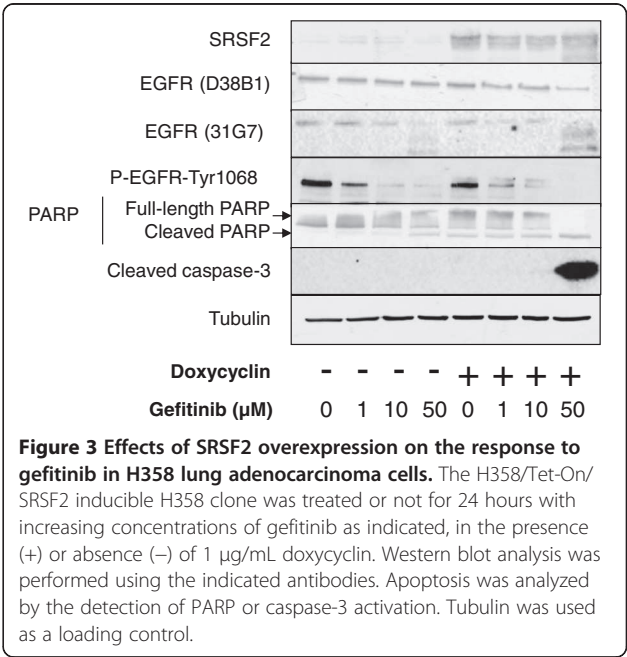 SRSF2
EGFR (D38B1)
EGFR (31G7)
P-EGFR-Tyr1068
PARP
Full-length PARP
Cleaved PARP
Cleaved caspase-3
Tubulin
Doxycyclin - - - - + + + +
Gefitinib (µM) 0 1 10 50 0 1 10 50
Figure 3 Effects of SRSF2 overexpression on the response to
gefitinib in H358 lung adenocarcinoma cells. The H358/Tet-On/
SRSF2 inducible H358 clone was treated or not for 24 hours with
increasing concentrations of gefitinib as indicated, in the presence
(+) or absence (−) of 1 µg/mL doxycyclin. Western blot analysis was
performed using the indicated antibodies. Apoptosis was analyzed
by the detection of PARP or caspase-3 activation. Tubulin was used
as a loading control.